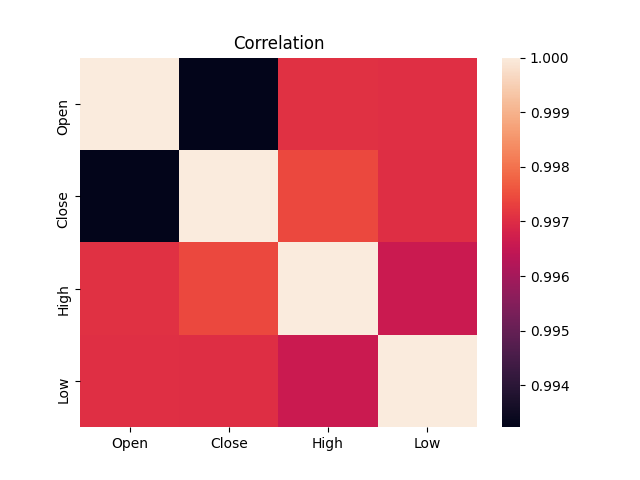 Correlation
Open
Close
High
Low
Open Close High Low
1.000
0.999
0.998
0.997
0.996
0.995
0.994